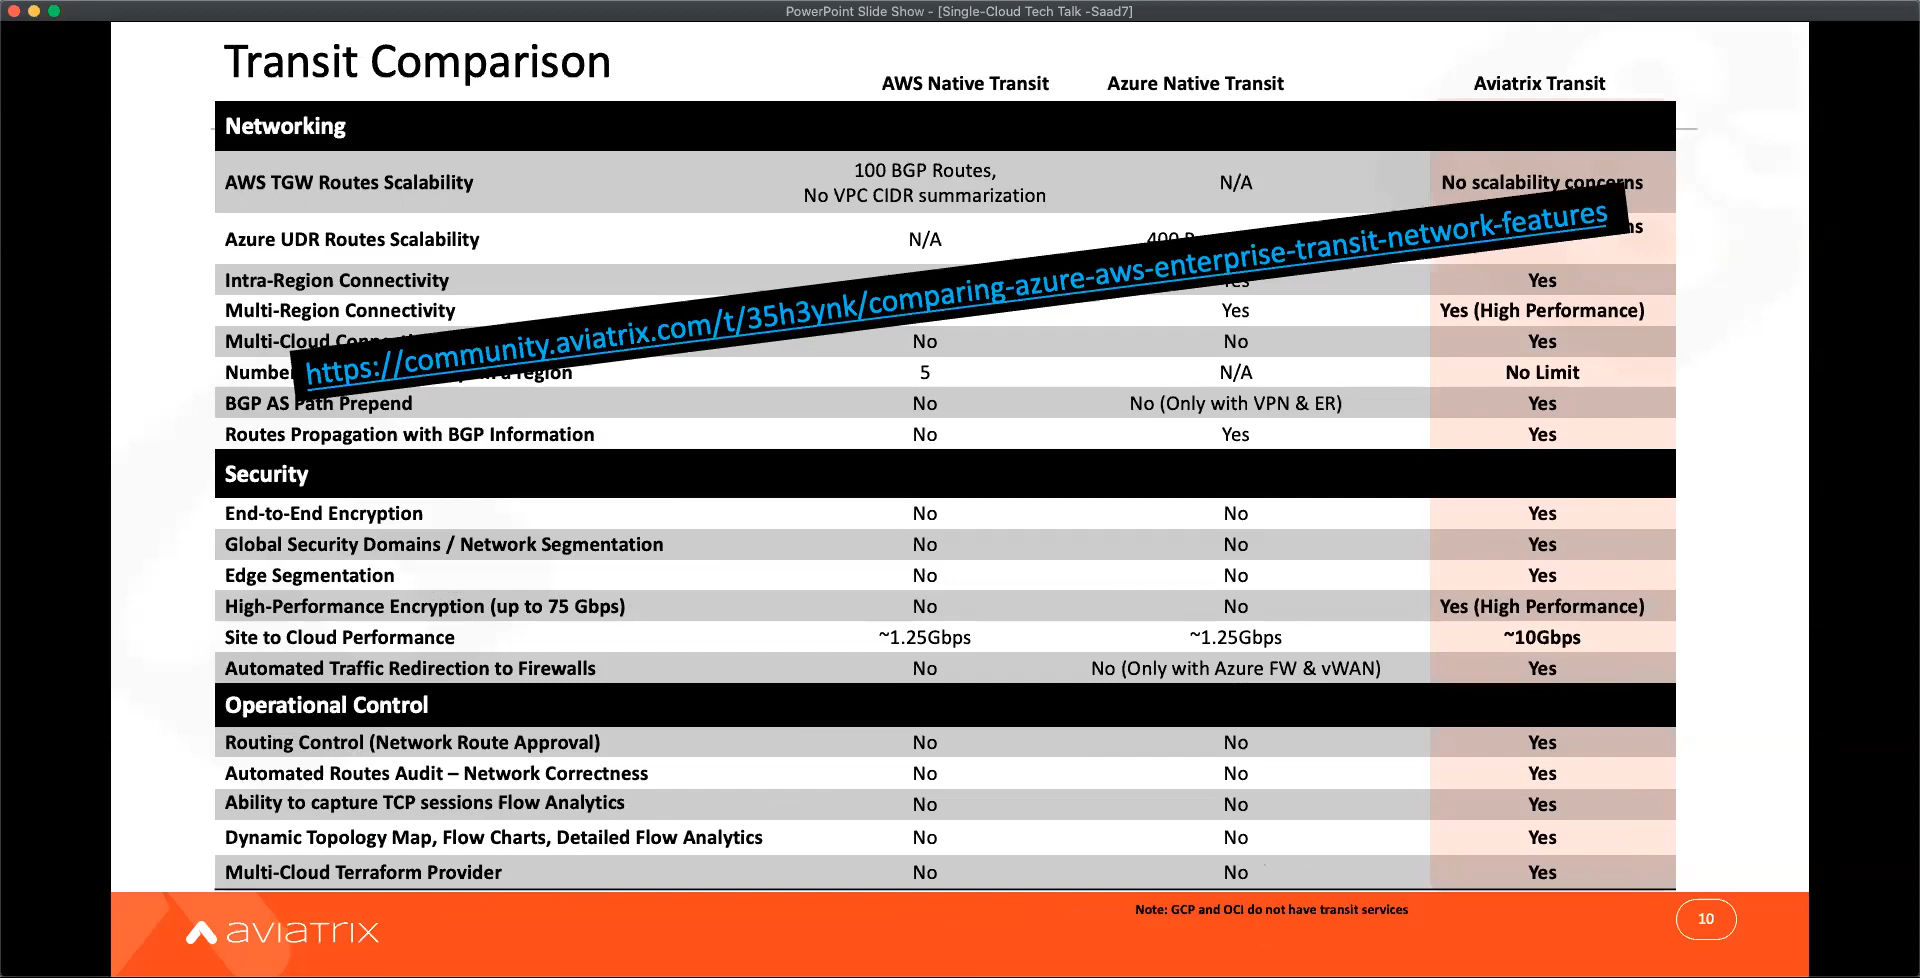 PowerPoint Slide Show - [Single-Cloud Tech Talk -Saad7]
Transit Comparison
AWS Native Transit Azure Native Transit Aviatrix Transit
Networking
AWS TGW Routes Scalability 100 BGP Routes, No VPC CIDR summarization N/A No scalability concerns
Azure UDR Routes Scalability N/A 400
Intra-Region Connectivity Yes Yes
Multi-Region Connectivity Yes Yes (High Performance)
Multi-Cloud No No Yes
Number region 5 N/A No Limit
BGP AS Path Prepend No No (Only with VPN & ER) Yes
Routes Propagation with BGP Information No Yes Yes
https://community.aviatrix.com/t/35h3ynk/comparing-azure-aws-enterprise-transit-network-features
Security
End-to-End Encryption No No Yes
Global Security Domains / Network Segmentation No No Yes
Edge Segmentation No No Yes
High-Performance Encryption (up to 75 Gbps) No No Yes (High Performance)
Site to Cloud Performance ~1.25Gbps ~1.25Gbps ~10Gbps
Automated Traffic Redirection to Firewalls No No (Only with Azure FW & vWAN) Yes
Operational Control
Routing Control (Network Route Approval) No No Yes
Automated Routes Audit – Network Correctness No No Yes
Ability to capture TCP sessions Flow Analytics No No Yes
Dynamic Topology Map, Flow Charts, Detailed Flow Analytics No No Yes
Multi-Cloud Terraform Provider No No Yes
Note: GCP and OCI do not have transit services
aviatrix
10